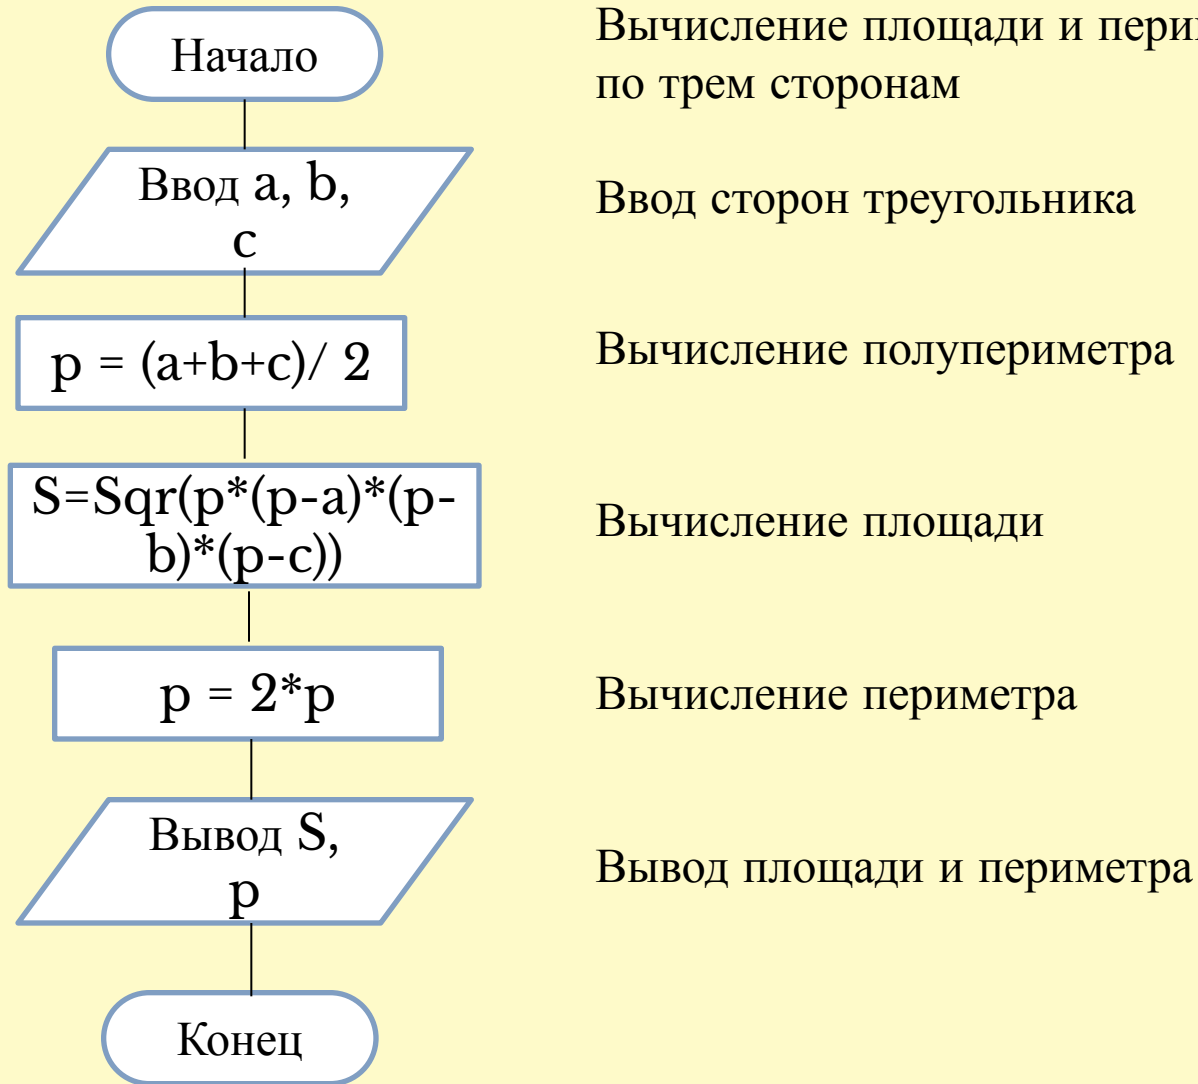 Начало
Вычисление площади и
по трем сторонам
Ввод a, b,
c
Ввод сторон треугольника
p = (a+b+c)/ 2
Вычисление полупериметра
S=Sqr(p*(p-a)*(p-
b)*(p-c))
Вычисление площади
p = 2*p
Вычисление периметра
Вывод S,
p
Вывод площади и периметра
Конец